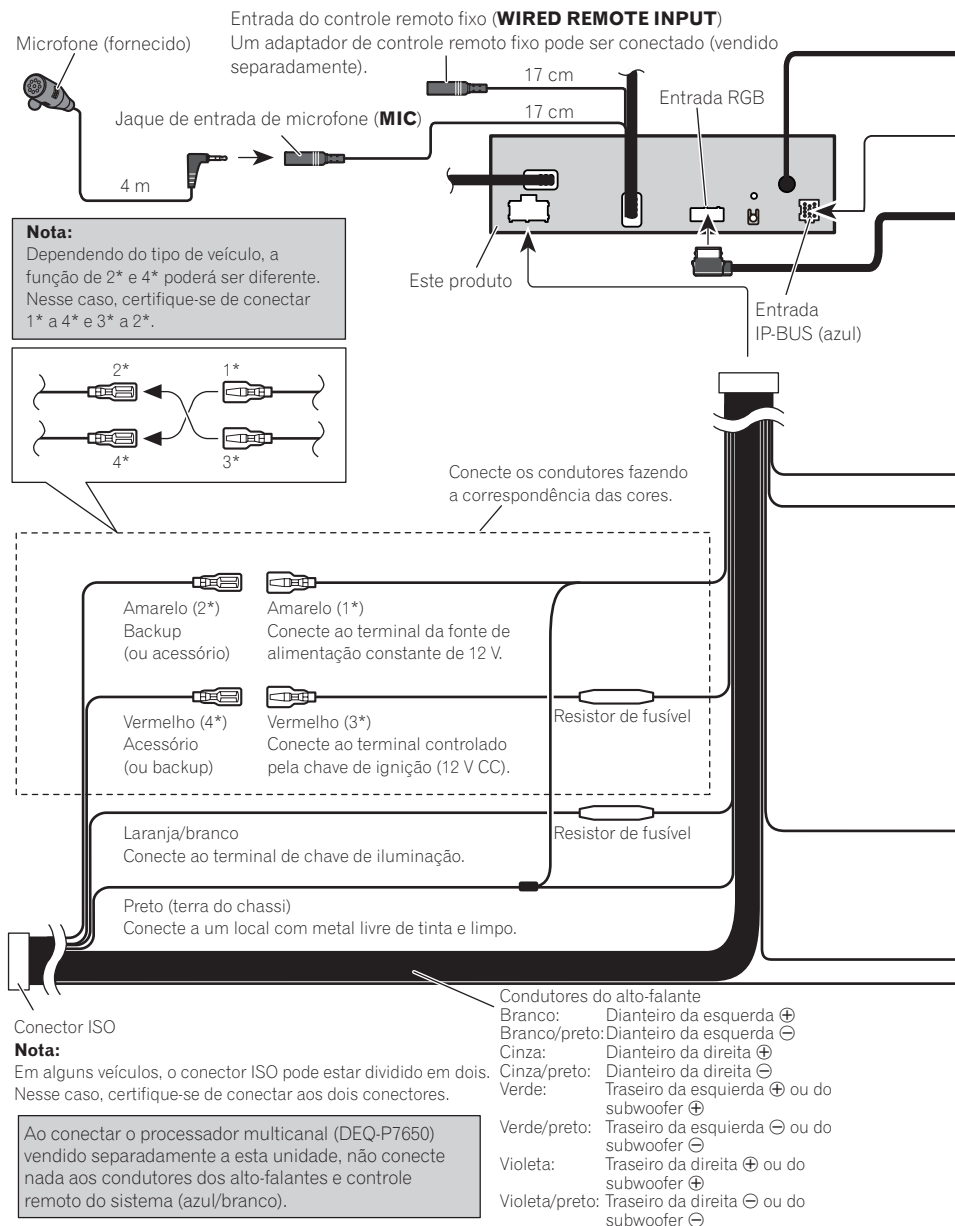 Entrada do controle remoto fixo (WIRED REMOTE INPUT)
Um adaptador de controle remoto fixo pode ser conectado (vendido
separadamente).
Microfone (fornecido)
17 cm
Entrada RGB
Jaque de entrada de microfone (MIC)
17 cm
4 m
Nota:
Dependendo do tipo de veículo, a
função de 2* e 4* poderá ser diferente.
Nesse caso, certifique-se de conectar
1* a 4* e 3* a 2*.
Este produto
Entrada
IP-BUS (azul)
2* 1*
4* 3*
Conecte os condutores fazendo
a correspondência das cores.
Amarelo (2*)
Backup
(ou acessório)
Amarelo (1*)
Conecte ao terminal da fonte de
alimentação constante de 12 V.
Vermelho (4*)
Acessório
(ou backup)
Vermelho (3*)
Conecte ao terminal controlado
pela chave de ignição (12 V CC).
Resistor de fusível
Laranja/branco
Conecte ao terminal de chave de iluminação.
Resistor de fusível
Preto (terra do chassi)
Conecte a um local com metal livre de tinta e limpo.
Conector ISO
Nota:
Em alguns veículos, o conector ISO pode estar dividido em dois.
Nesse caso, certifique-se de conectar aos dois conectores.
Ao conectar o processador multicanal (DEQ-P7650)
vendido separadamente a esta unidade, não conecte
nada aos condutores dos alto-falantes e controle
remoto do sistema (azul/branco).
Condutores do alto-falante
Branco: Dianteiro da esquerda ⊕
Branco/preto: Dianteiro da esquerda ⊖
Cinza: Dianteiro da direita ⊕
Cinza/preto: Dianteiro da direita ⊖
Verde: Traseiro da esquerda ⊕ ou do
subwoofer ⊕
Verde/preto: Traseiro da esquerda ⊖ ou do
subwoofer ⊖
Violeta: Traseiro da direita ⊕ ou do
subwoofer ⊕
Violeta/preto: Traseiro da direita ⊖ ou do
subwoofer ⊖